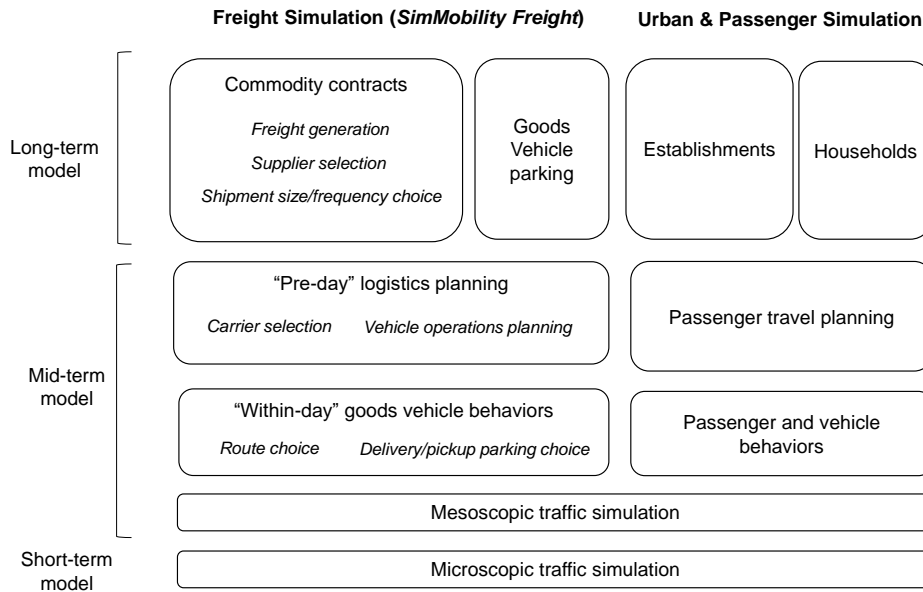 Freight Simulation (SimMobility Freight)
Urban & Passenger Simulation
Long-term
model
Commodity contracts
Freight generation
Supplier selection
Shipment size/frequency choice
Goods
Vehicle
parking
Establishments
Households
Mid-term
model
“Pre-day” logistics planning
Carrier selection
Vehicle operations planning
Passenger travel planning
“Within-day” goods vehicle behaviors
Route choice
Delivery/pickup parking choice
Passenger and vehicle
behaviors
Mesoscopic traffic simulation
Short-term
model
Microscopic traffic simulation